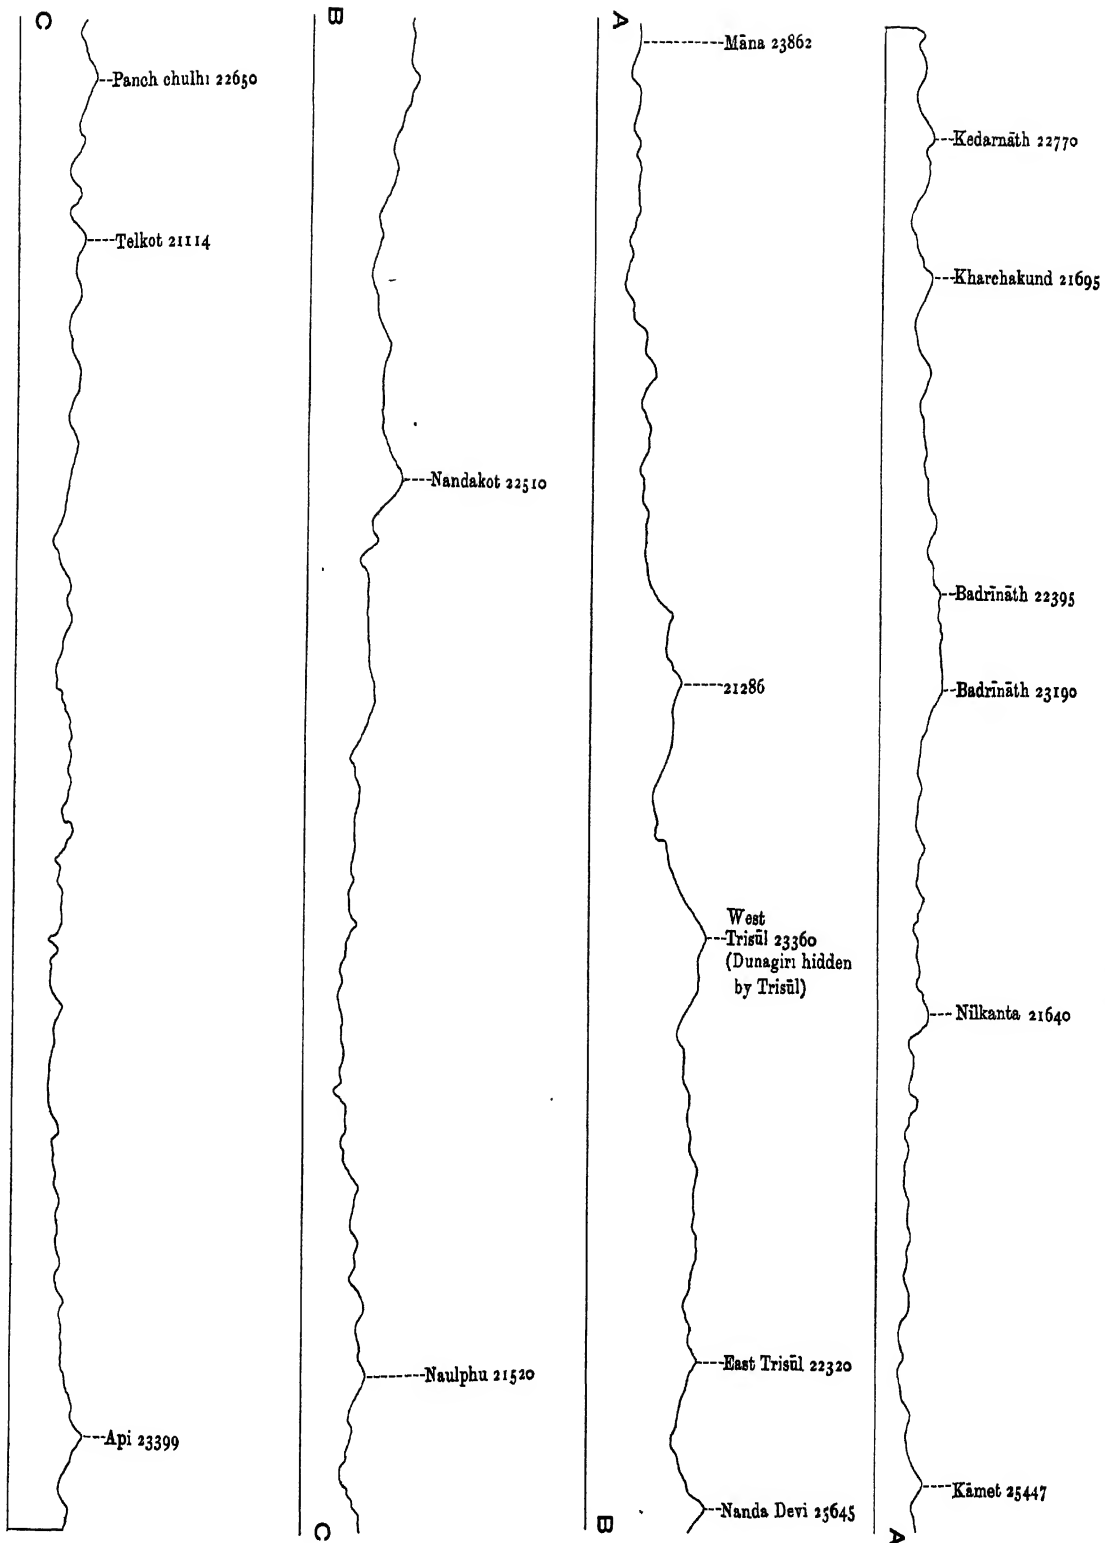 Kedarnāth 22770
Kharchakund 21695
Badrīnāth 22395
Badrīnāth 23190
Nīlkanta 21640
Kāmet 25447
A
A
Māna 23862
21286
West
Trisūl 23360
(Dunagiri hidden
by Trisūl)
East Trisūl 22320
Nanda Devi 25645
B
B
Nandakot 22510
Naulphu 21520
C
C
Panch chulhi 22650
Telkot 21114
Api 23399